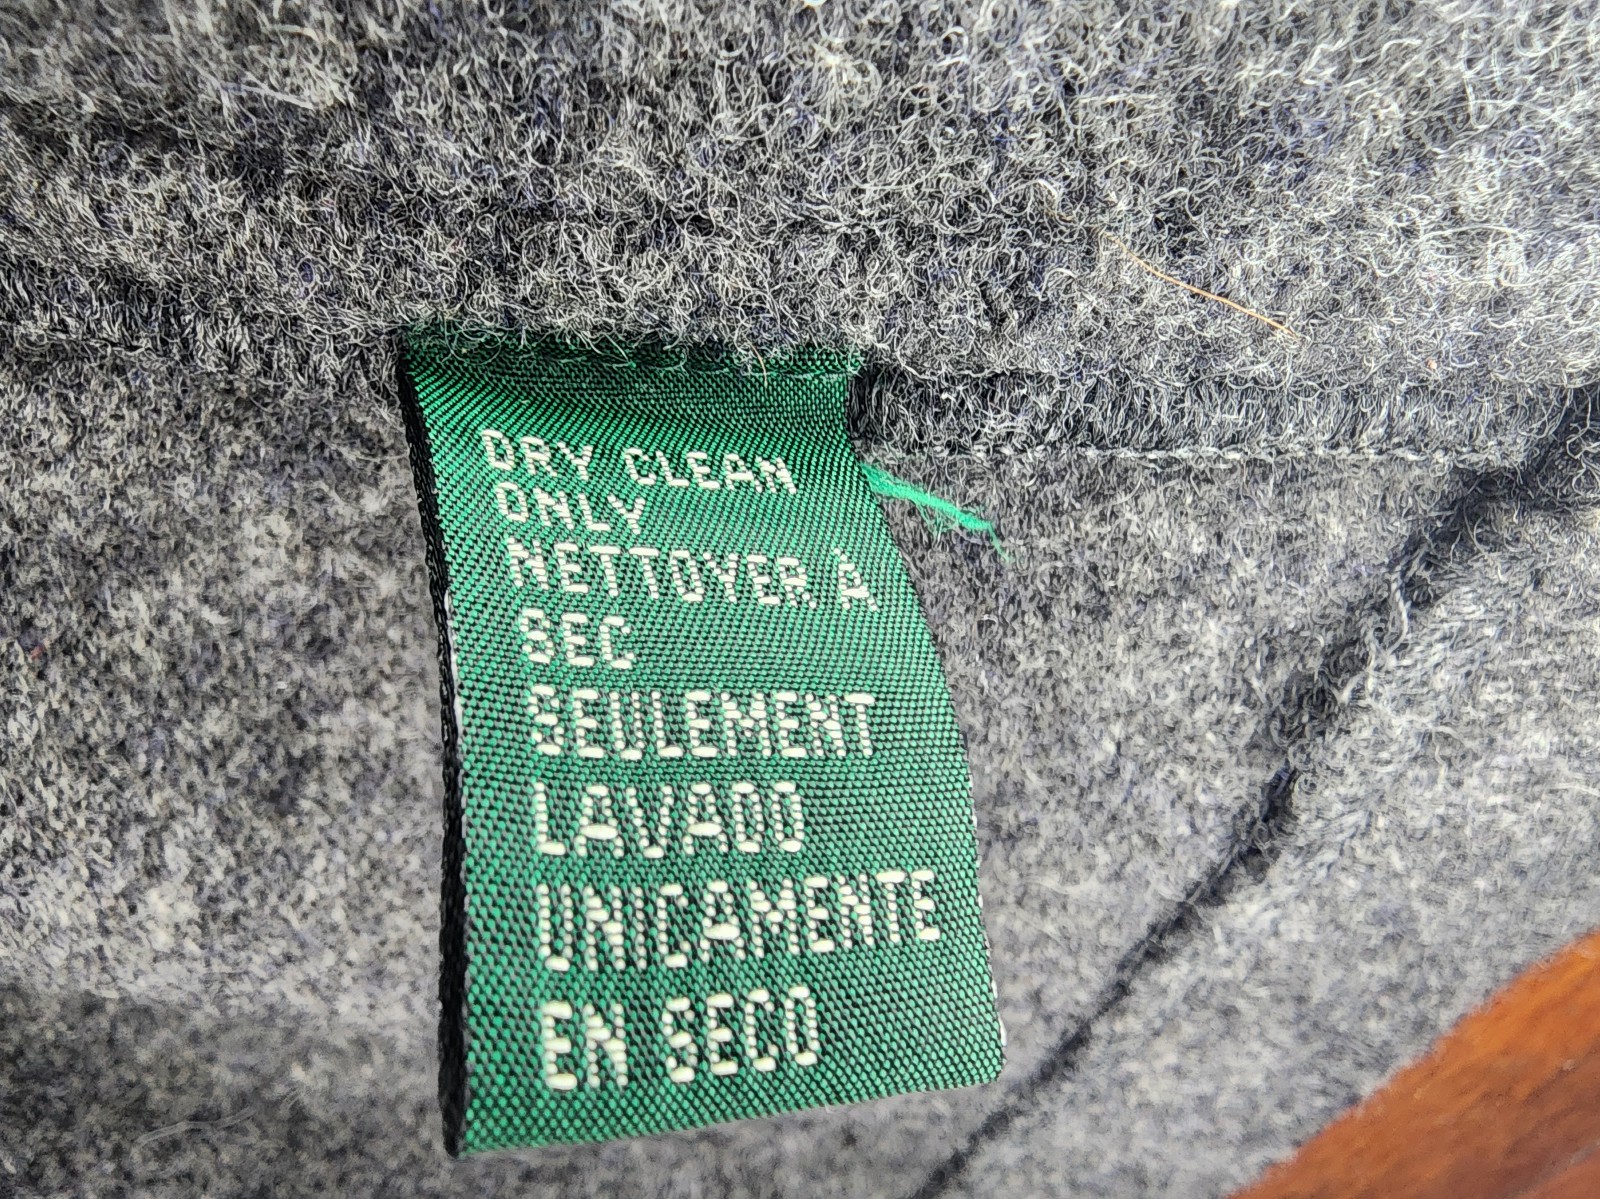 DRY CLEAN
ONLY
NETTOYER À
SEC
SEULEMENT
LAVADO
UNICAMENTE
EN SECO